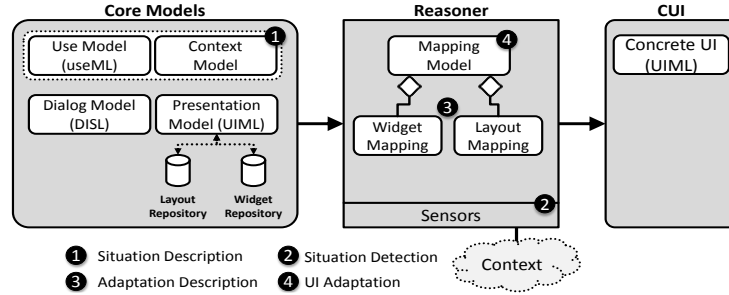 Core Models
Reasoner
CUI
1
Use Model
(useML)
Context
Model
Dialog Model
(DISL)
Presentation
Model (UIML)
Layout
Repository
Widget
Repository
4
Mapping
Model
3
Widget
Mapping
Layout
Mapping
2
Sensors
Context
Concrete UI
(UIML)
1 Situation Description
2 Situation Detection
3 Adaptation Description
4 UI Adaptation